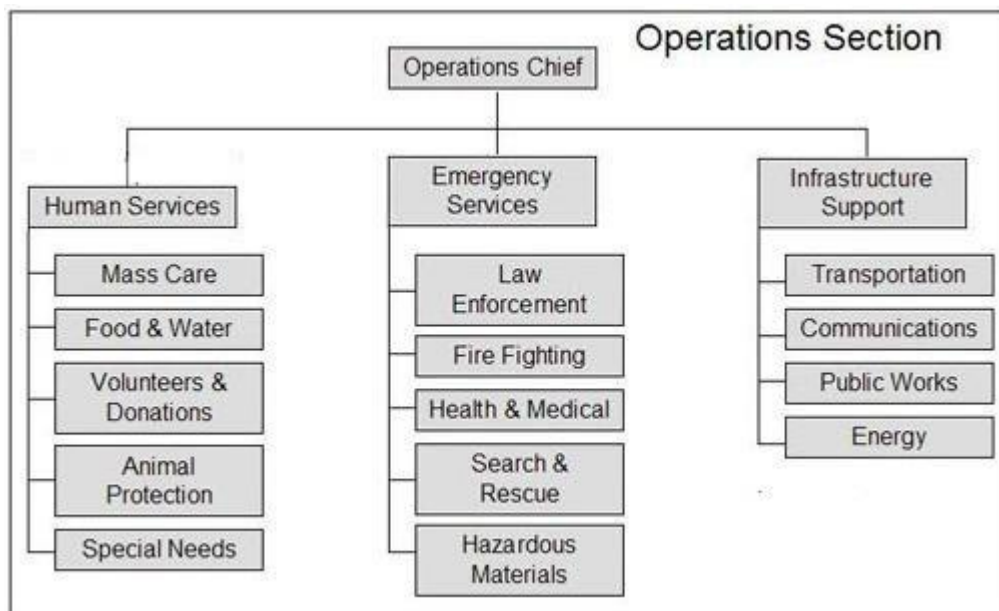 Operations Section
Operations Chief
Human Services
Mass Care
Food & Water
Volunteers &
Donations
Animal
Protection
Special Needs
Emergency
Services
Law
Enforcement
Fire Fighting
Health & Medical
Search &
Rescue
Hazardous
Materials
Infrastructure
Support
Transportation
Communications
Public Works
Energy